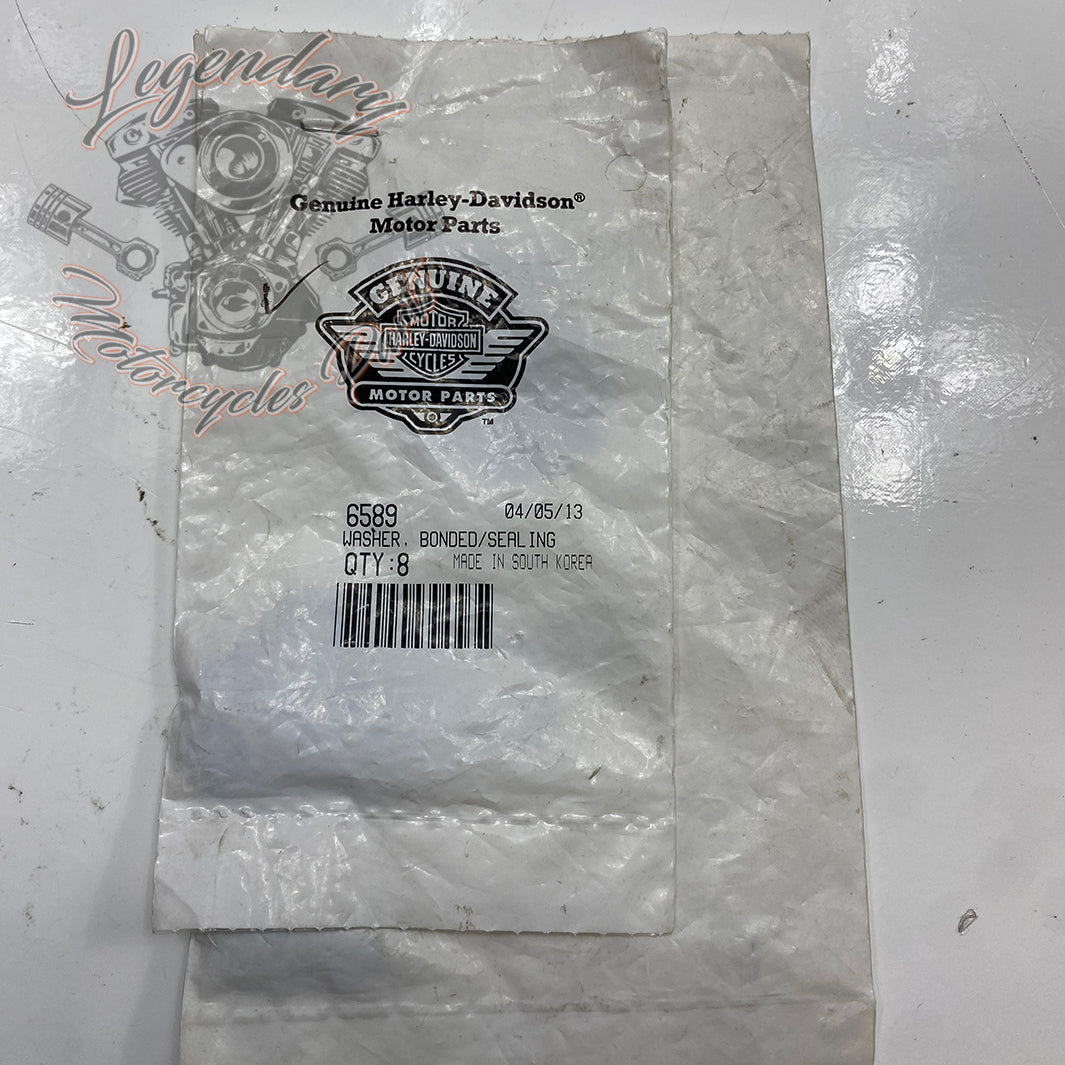 Legendary
Motorcycles
Genuine Harley-Davidson®
Motor Parts
GENUINE
MOTOR
HARLEY-DAVIDSON
CYCLES
MOTOR PARTS
TM
6589 04/05/13
WASHER, BONDED/SEALING
QTY:8 MADE IN SOUTH KOREA